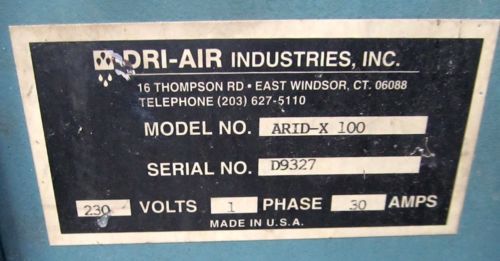 DRI-AIR INDUSTRIES, INC.
16 THOMPSON RD • EAST WINDSOR, CT. 06088
TELEPHONE (203) 627-5110
MODEL NO. ARID-X 100
SERIAL NO. D9327
230 VOLTS 1 PHASE 30 AMPS
MADE IN U.S.A.